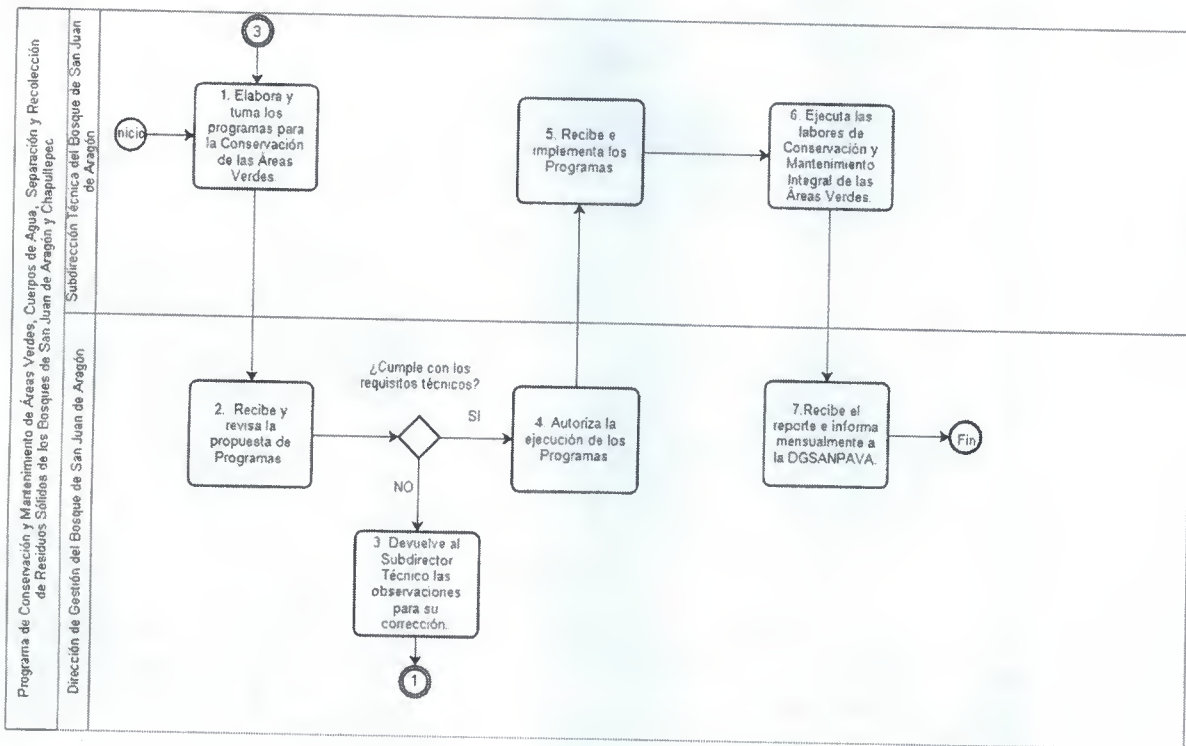 Programa de Conservación y Mantenimiento de Áreas Verdes, Cuerpos de Agua, Separación y Recolección
de Residuos Sólidos de los Bosques de San Juan de Aragón y Chapultepec
Subdirección Técnica del Bosque de San Juan
de Aragón
3
Inicio
1. Elabora y
turna los
programas para
la Conservación
de las Áreas
Verdes.
5. Recibe e
implementa los
Programas
6. Ejecuta las
labores de
Conservación y
Mantenimiento
Integral de las
Áreas Verdes.
Dirección de Gestión del Bosque de San Juan de Aragón
2. Recibe y
revisa la
propuesta de
Programas
¿Cumple con los
requisitos técnicos?
SI
NO
3 Devuelve al
Subdirector
Técnico las
observaciones
para su
corrección.
1
4. Autoriza la
ejecución de los
Programas
7.Recibe el
reporte e informa
mensualmente a
la DGSANPAVA.
Fin